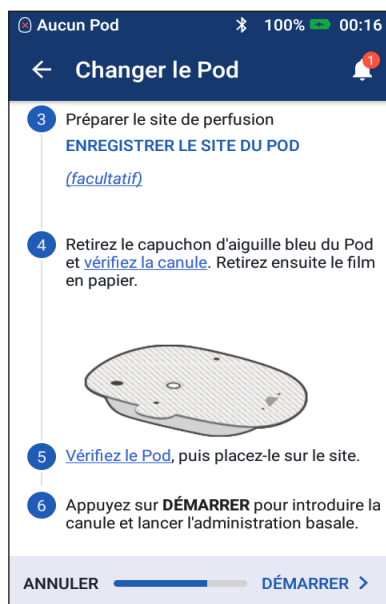 Aucun Pod 100% 00:16
Changer le Pod 1
3 Préparer le site de perfusion
ENREGISTRER LE SITE DU POD
(facultatif)
4 Retirez le capuchon d'aiguille bleu du Pod
et vérifiez la canule. Retirez ensuite le film
en papier.
5 Vérifiez le Pod, puis placez-le sur le site.
6 Appuyez sur DÉMARRER pour introduire la
canule et lancer l'administration basale.
ANNULER DÉMARRER